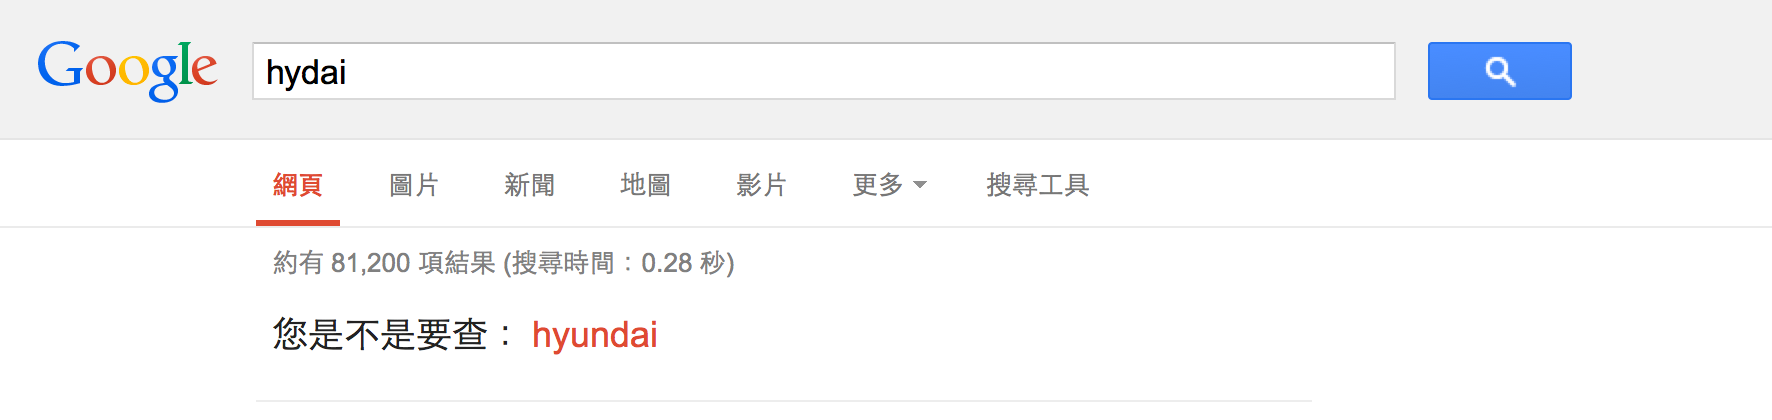 Google hydai
網頁 圖片 新聞 地圖 影片 更多 搜尋工具
約有 81,200 項結果 (搜尋時間：0.28 秒)
您是不是要查： hyundai